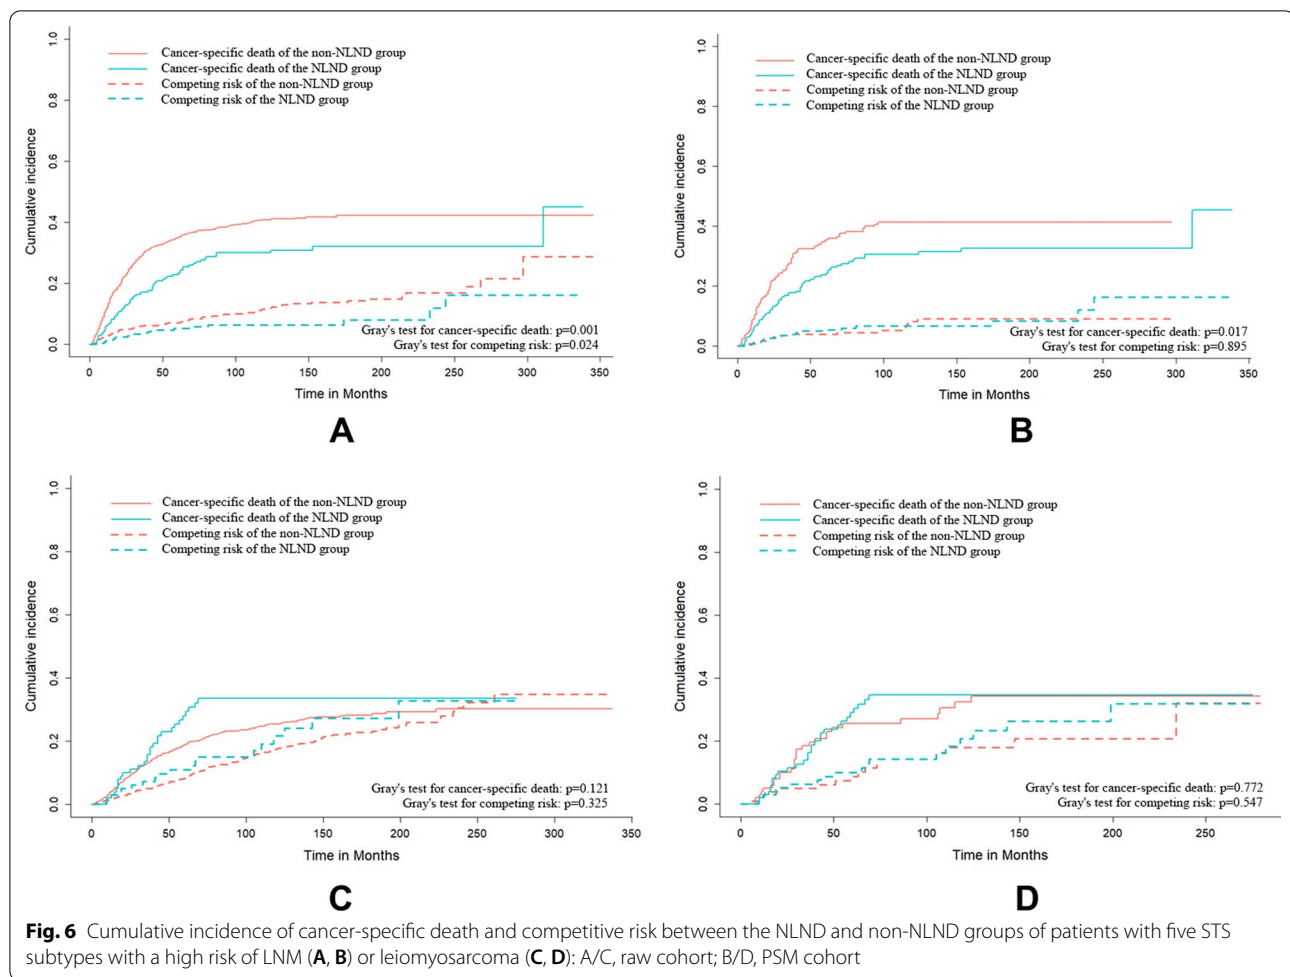 Cumulative incidence
1.0
0.8
0.6
0.4
0.2
0.0
Cancer-specific death of the non-NLND group
Cancer-specific death of the NLND group
Competing risk of the non-NLND group
Competing risk of the NLND group
Gray's test for cancer-specific death: p=0.001
Gray's test for competing risk: p=0.024
0 50 100 150 200 250 300 350
Time in Months
A
Cumulative incidence
1.0
0.8
0.6
0.4
0.2
0.0
Cancer-specific death of the non-NLND group
Cancer-specific death of the NLND group
Competing risk of the non-NLND group
Competing risk of the NLND group
Gray's test for cancer-specific death: p=0.017
Gray's test for competing risk: p=0.895
0 50 100 150 200 250 300 350
Time in Months
B
Cumulative incidence
1.0
0.8
0.6
0.4
0.2
0.0
Cancer-specific death of the non-NLND group
Cancer-specific death of the NLND group
Competing risk of the non-NLND group
Competing risk of the NLND group
Gray's test for cancer-specific death: p=0.121
Gray's test for competing risk: p=0.325
0 50 100 150 200 250 300 350
Time in Months
C
Cumulative incidence
1.0
0.8
0.6
0.4
0.2
0.0
Cancer-specific death of the non-NLND group
Cancer-specific death of the NLND group
Competing risk of the non-NLND group
Competing risk of the NLND group
Gray's test for cancer-specific death: p=0.772
Gray's test for competing risk: p=0.547
0 50 100 150 200 250
Time in Months
D
Fig. 6 Cumulative incidence of cancer-specific death and competitive risk between the NLND and non-NLND groups of patients with five STS
subtypes with a high risk of LNM (A, B) or leiomyosarcoma (C, D): A/C, raw cohort; B/D, PSM cohort